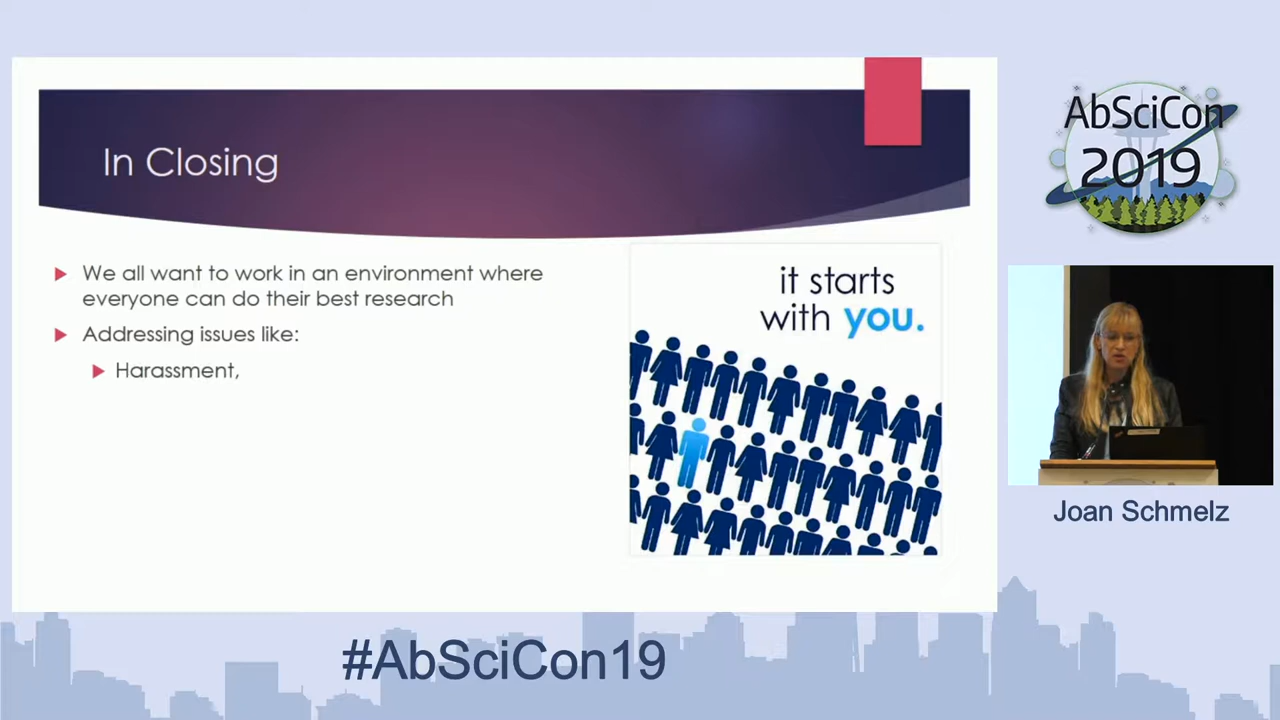 In Closing
We all want to work in an environment where
everyone can do their best research
Addressing issues like:
Harassment,
it starts
with you.
AbSciCon
2019
Joan Schmelz
#AbSciCon19